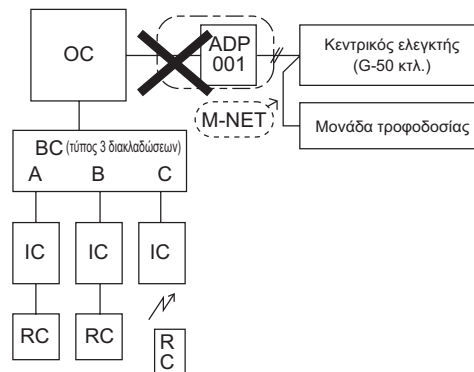 OC
ADP
001
Κεντρικός ελεγκτής
(G-50 κτλ.)
M-NET
Μονάδα τροφοδοσίας
BC (τύπος 3 διακλαδώσεων)
A B C
IC IC IC
RC RC
R
C